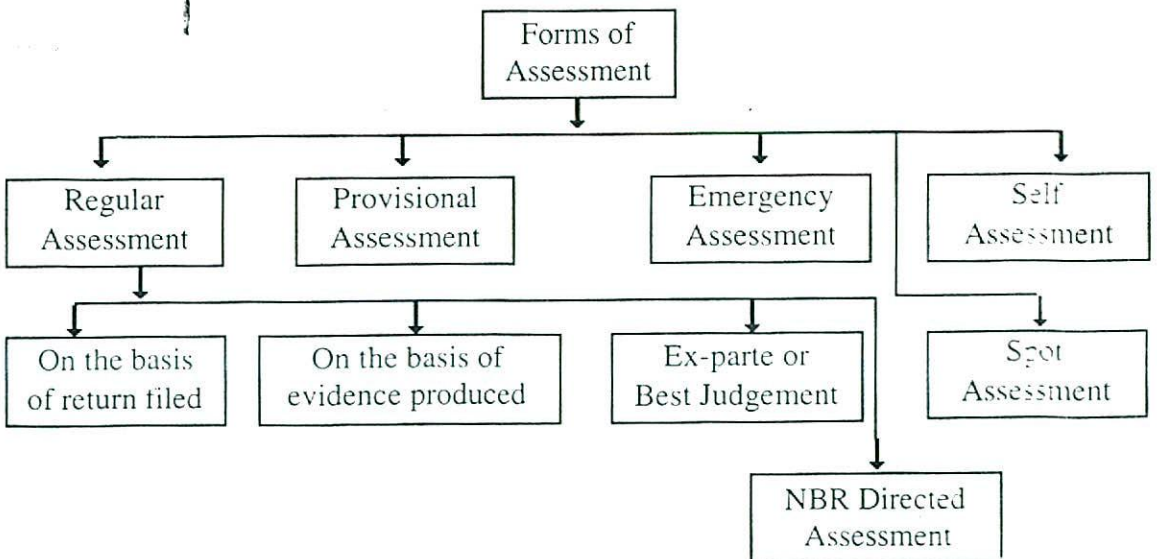 Forms of
Assessment
Regular
Assessment
Provisional
Assessment
Emergency
Assessment
Self
Assessment
On the basis
of return filed
On the basis of
evidence produced
Ex-parte or
Best Judgement
Spot
Assessment
NBR Directed
Assessment